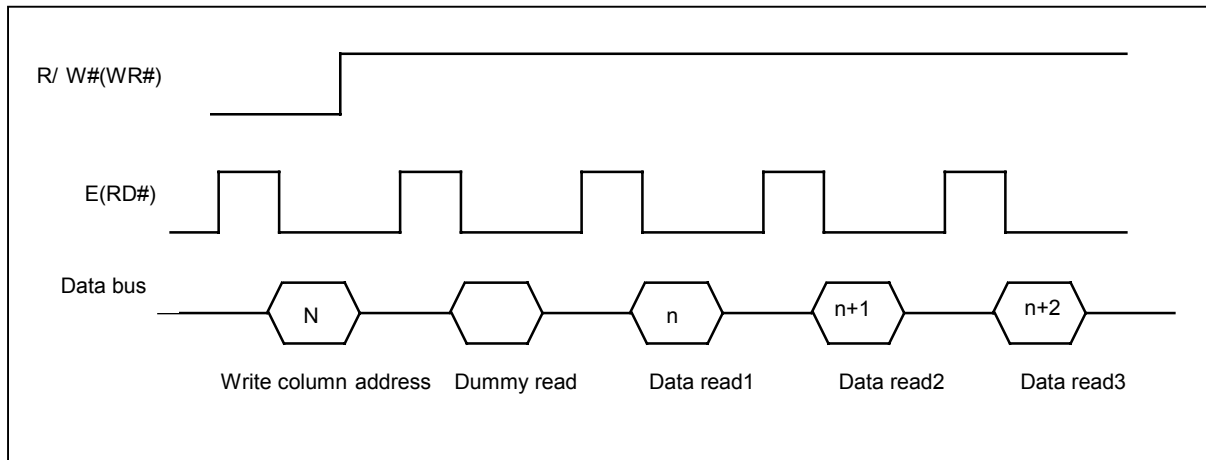 R/ W#(WR#)
E(RD#)
Data bus
N
n
n+1
n+2
Write column address
Dummy read
Data read1
Data read2
Data read3